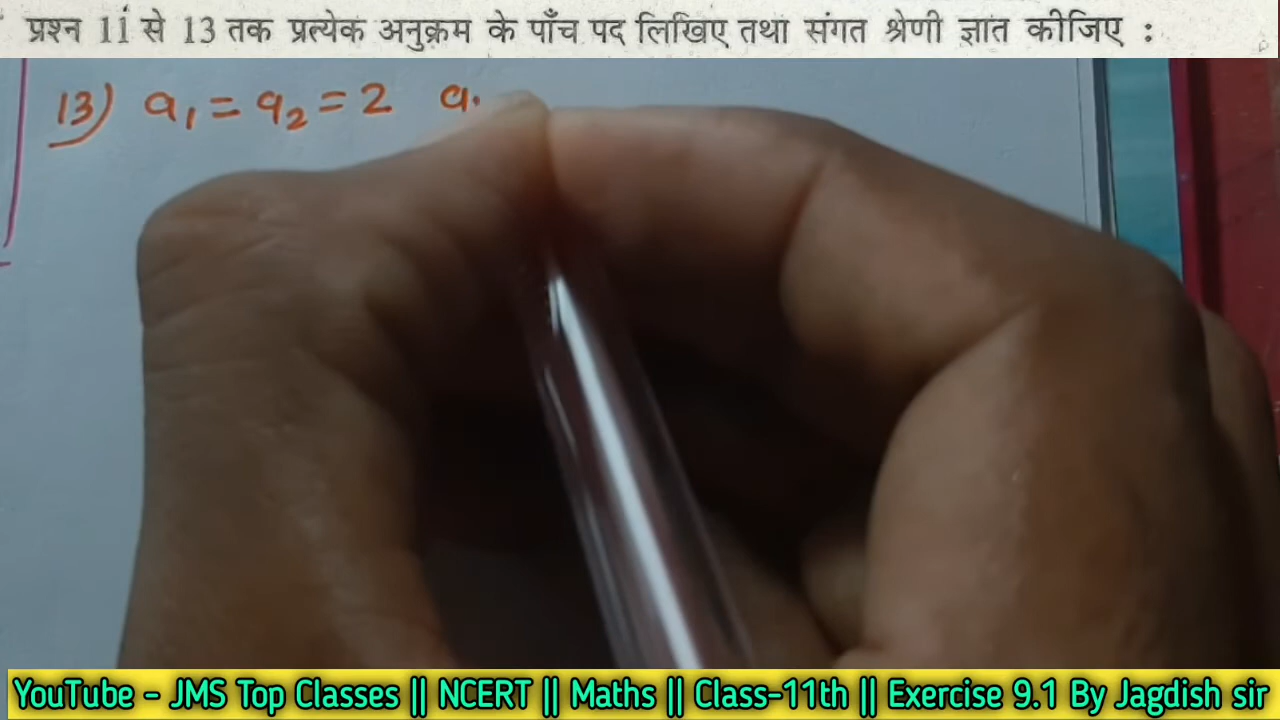 प्रश्न 11 से 13 तक प्रत्येक अनुक्रम के पाँच पद लिखिए तथा संगत श्रेणी ज्ञात कीजिए :
13) a₁ = a₂ = 2 a
YouTube - JMS Top Classes || NCERT || Maths || Class-11th || Exercise 9.1 By Jagdish sir